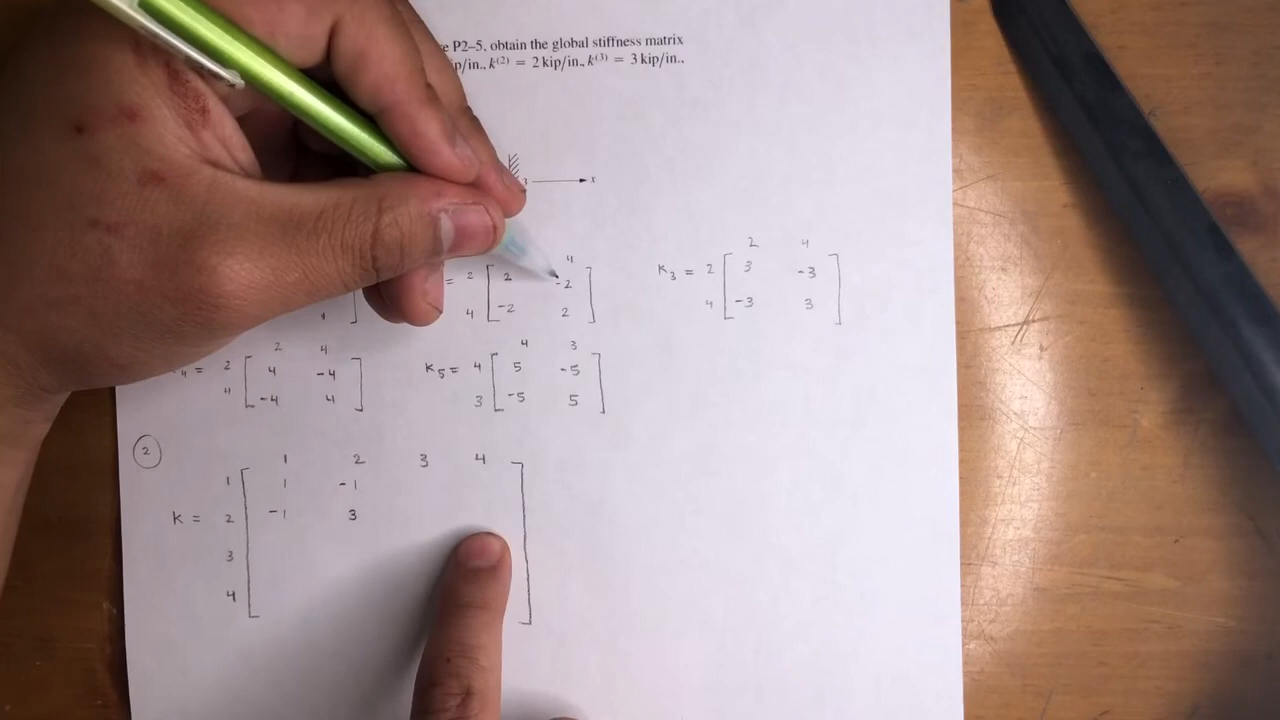 P2–5, obtain the global stiffness matrix
kip/in., k(2) = 2 kip/in., k(3) = 3 kip/in.,
3 x
2 4
4
= 2 2 -2
K3 = 2 3 -3
4 -2 2
4 -3 3
2 4
4 3
4 = 2 4 -4
4 -4 4
K5 = 4 5 -5
3 -5 5
2
1 2 3 4
1 1 -1
K = 2 -1 3
3
4